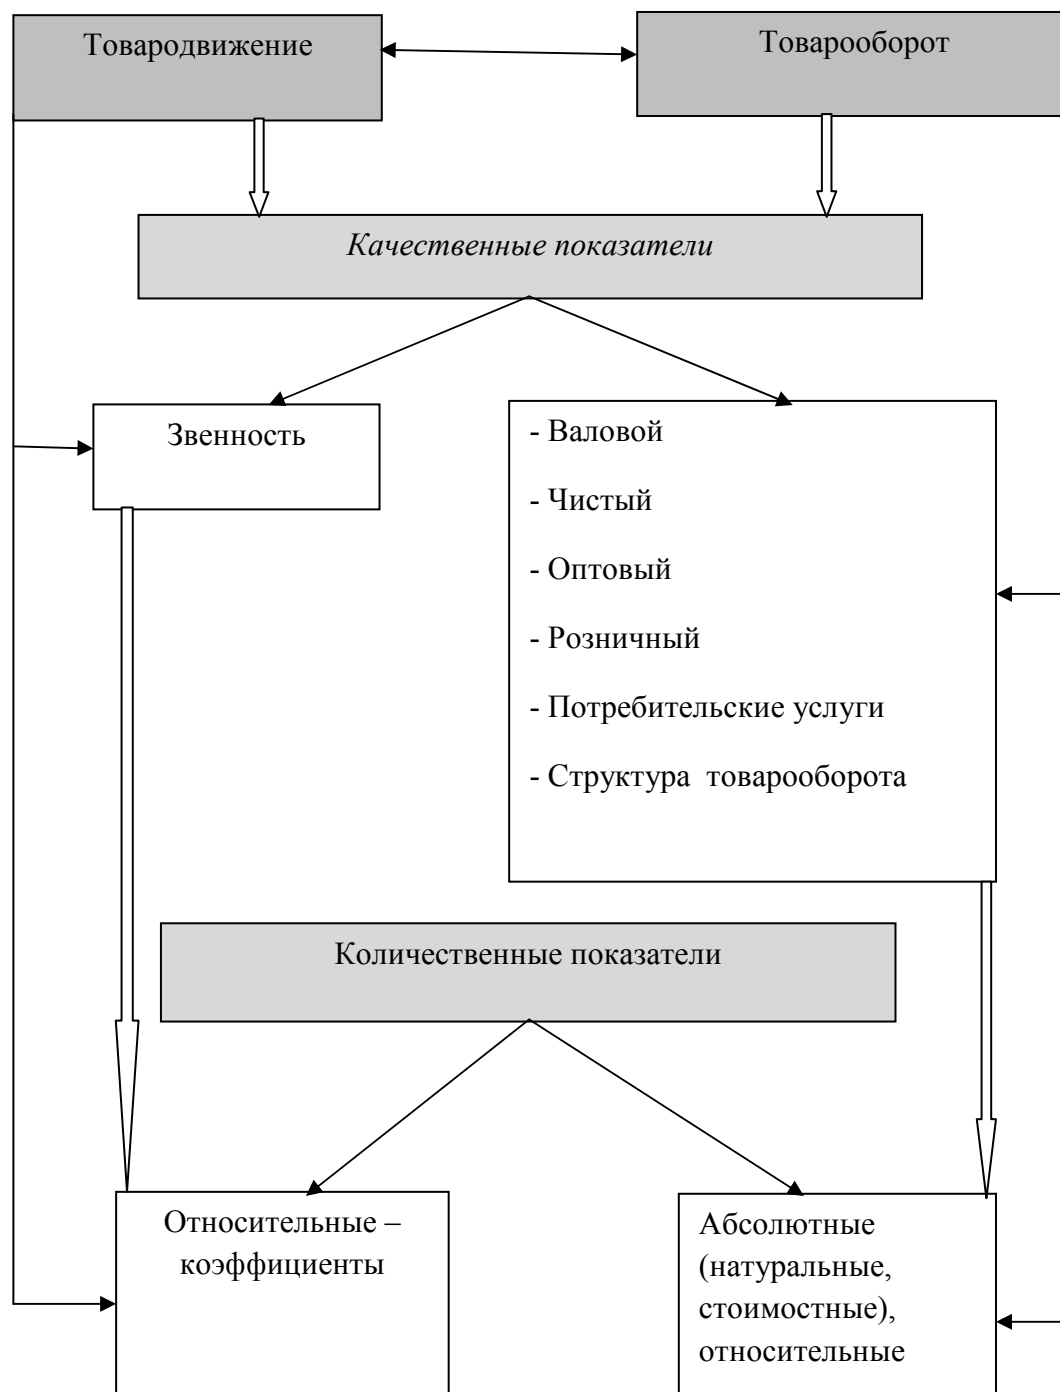 Товародвижение
Товарооборот
Качественные показатели
Звенность
- Валовой
- Чистый
- Оптовый
- Розничный
- Потребительские услуги
- Структура товарооборота
Количественные показатели
Относительные –
коэффициенты
Абсолютные
(натуральные,
стоимостные),
относительные